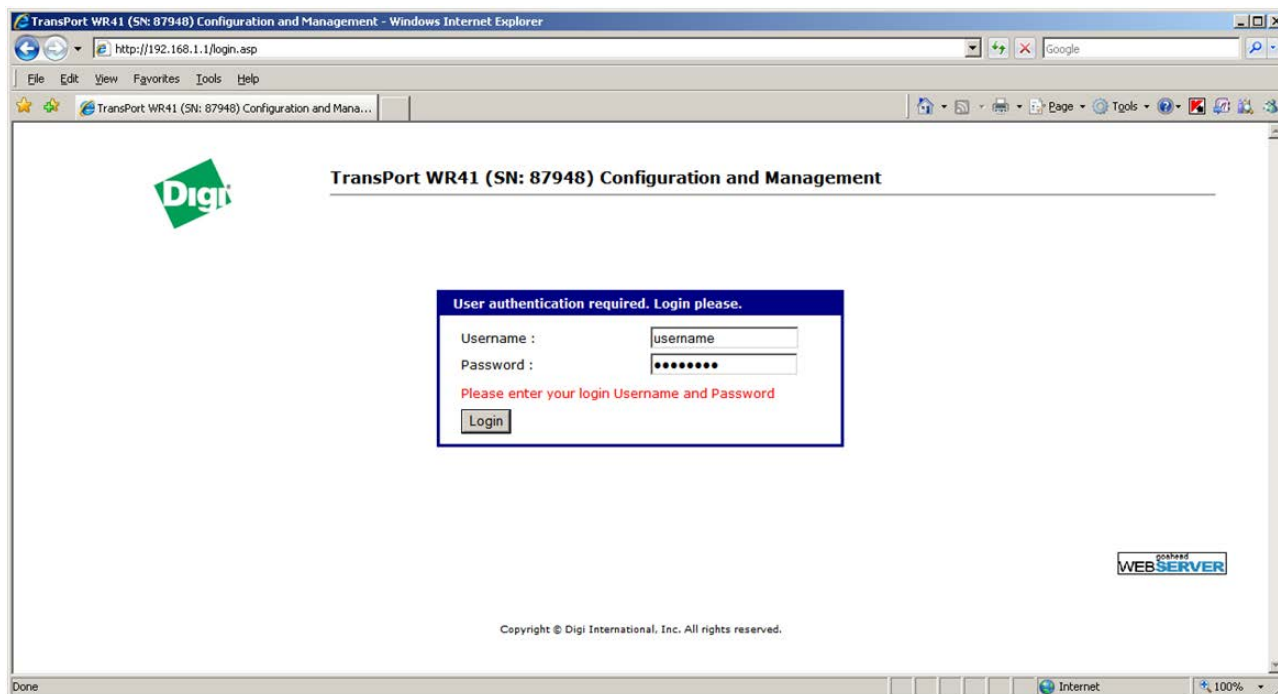 TransPort WR41 (SN: 87948) Configuration and Management - Windows Internet Explorer
http://192.168.1.1/login.asp
Google
File Edit View Favorites Tools Help
TransPort WR41 (SN: 87948) Configuration and Mana...
Page Tools
Digi
TransPort WR41 (SN: 87948) Configuration and Management
User authentication required. Login please.
Username : username
Password : ••••••••
Please enter your login Username and Password
Login
goahead
WEBSERVER
Copyright © Digi International, Inc. All rights reserved.
Done Internet 100%